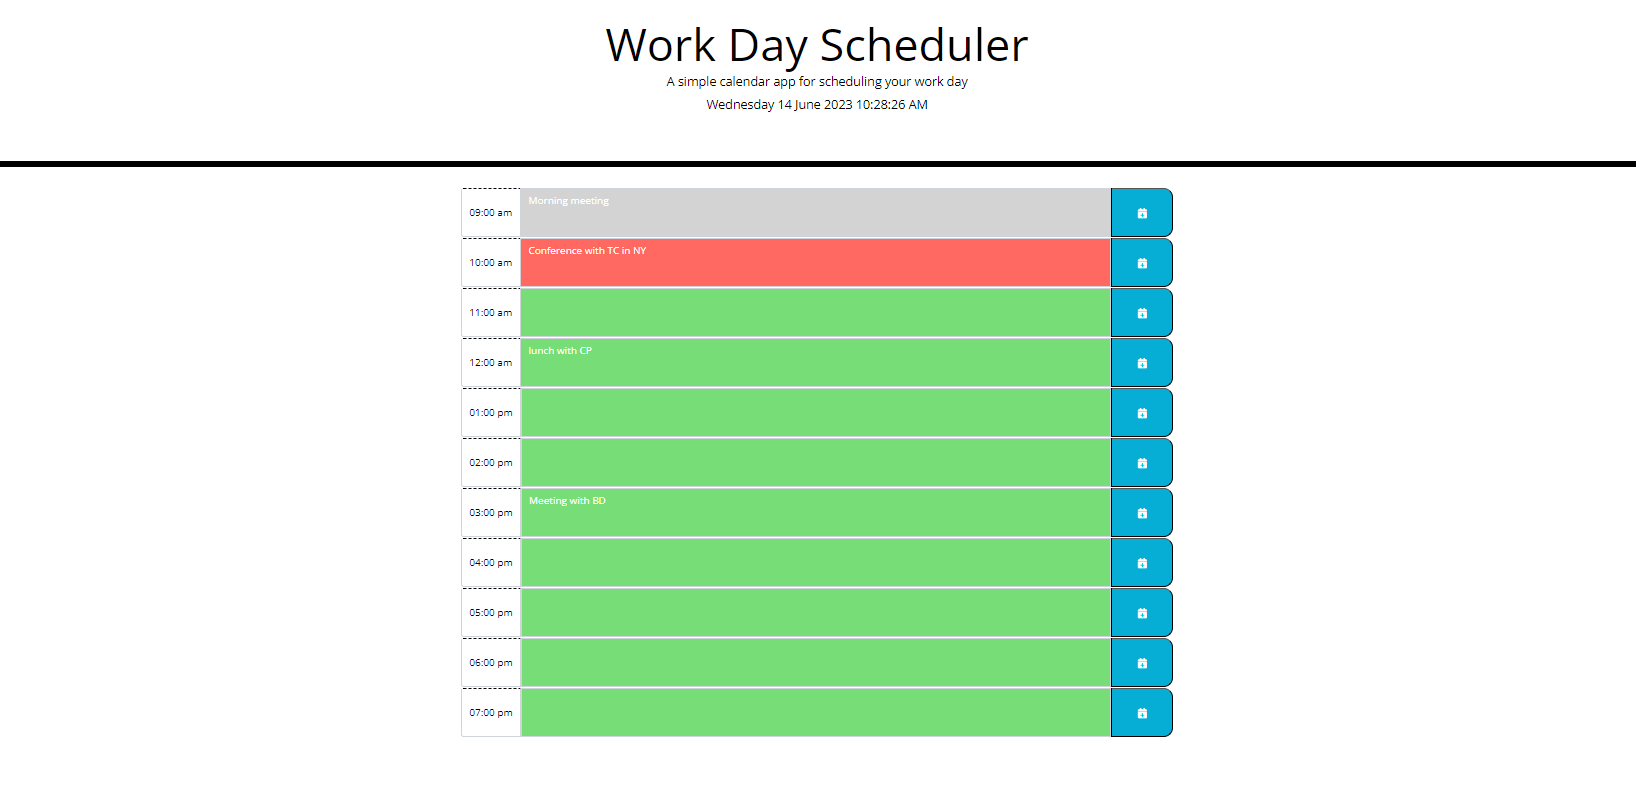 Work Day Scheduler
A simple calendar app for scheduling your work day
Wednesday 14 June 2023 10:28:26 AM
09:00 am Morning meeting
10:00 am Conference with TC in NY
11:00 am
12:00 am lunch with CP
01:00 pm
02:00 pm
03:00 pm Meeting with BD
04:00 pm
05:00 pm
06:00 pm
07:00 pm